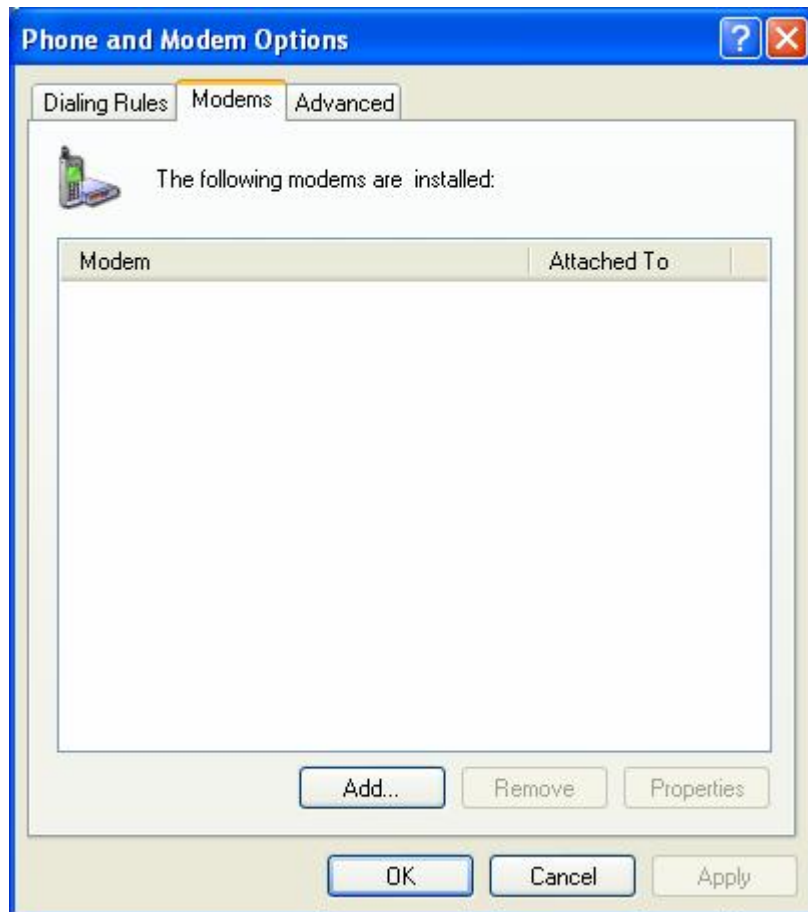 Phone and Modem Options
Dialing Rules Modems Advanced
The following modems are installed:
Modem Attached To
Add... Remove Properties
OK Cancel Apply